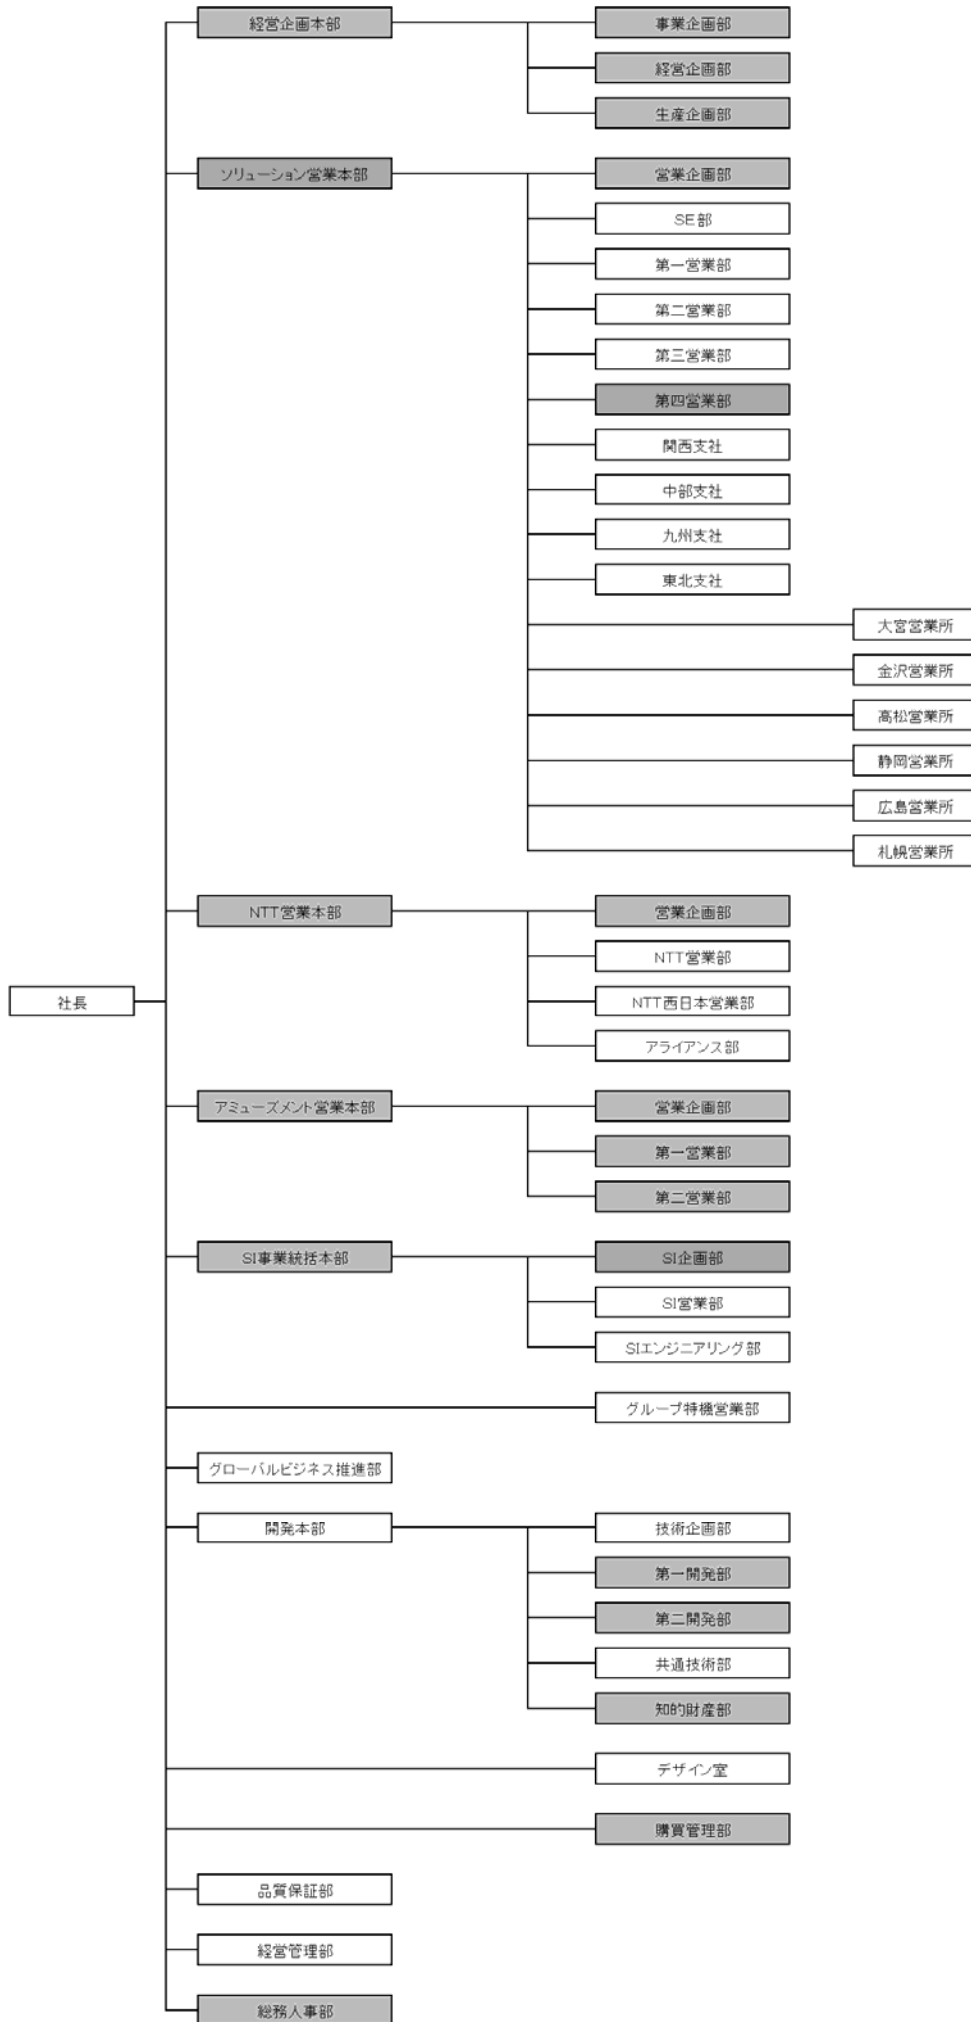 経営企画本部
事業企画部
経営企画部
生産企画部
ソリューション営業本部
営業企画部
SE部
第一営業部
第二営業部
第三営業部
第四営業部
関西支社
中部支社
九州支社
東北支社
大宮営業所
金沢営業所
高松営業所
静岡営業所
広島営業所
札幌営業所
NTT営業本部
営業企画部
NTT営業部
NTT西日本営業部
アライアンス部
社長
アミューズメント営業本部
営業企画部
第一営業部
第二営業部
SI事業統括本部
SI企画部
SI営業部
SIエンジニアリング部
グループ特機営業部
グローバルビジネス推進部
開発本部
技術企画部
第一開発部
第二開発部
共通技術部
知的財産部
デザイン室
購買管理部
品質保証部
経営管理部
総務人事部